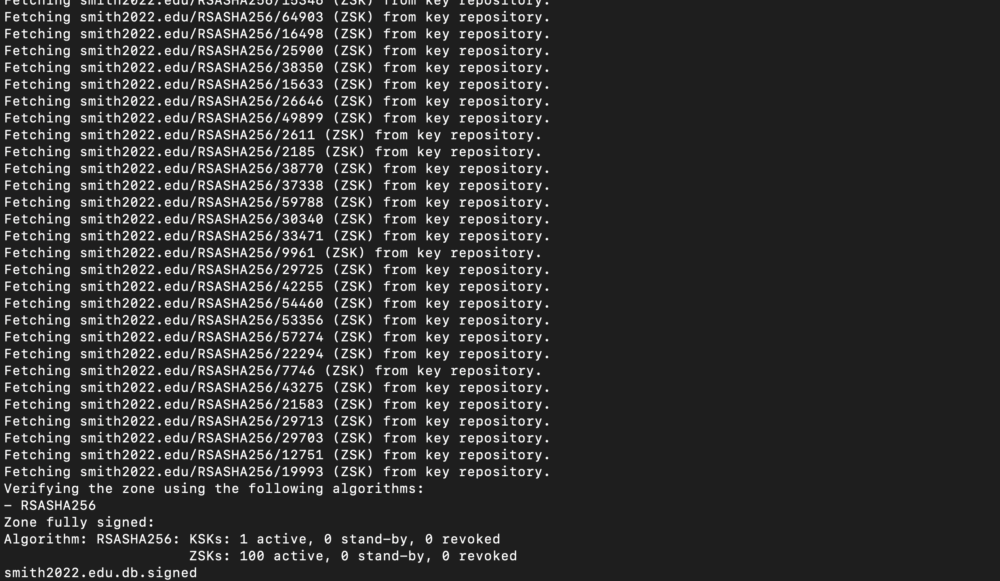 Fetching smith2022.edu/RSASHA256/15346 (ZSK) from key repository.
Fetching smith2022.edu/RSASHA256/64903 (ZSK) from key repository.
Fetching smith2022.edu/RSASHA256/16498 (ZSK) from key repository.
Fetching smith2022.edu/RSASHA256/25900 (ZSK) from key repository.
Fetching smith2022.edu/RSASHA256/38350 (ZSK) from key repository.
Fetching smith2022.edu/RSASHA256/15633 (ZSK) from key repository.
Fetching smith2022.edu/RSASHA256/26646 (ZSK) from key repository.
Fetching smith2022.edu/RSASHA256/49899 (ZSK) from key repository.
Fetching smith2022.edu/RSASHA256/2611 (ZSK) from key repository.
Fetching smith2022.edu/RSASHA256/2185 (ZSK) from key repository.
Fetching smith2022.edu/RSASHA256/38770 (ZSK) from key repository.
Fetching smith2022.edu/RSASHA256/37338 (ZSK) from key repository.
Fetching smith2022.edu/RSASHA256/59788 (ZSK) from key repository.
Fetching smith2022.edu/RSASHA256/30340 (ZSK) from key repository.
Fetching smith2022.edu/RSASHA256/33471 (ZSK) from key repository.
Fetching smith2022.edu/RSASHA256/9961 (ZSK) from key repository.
Fetching smith2022.edu/RSASHA256/29725 (ZSK) from key repository.
Fetching smith2022.edu/RSASHA256/42255 (ZSK) from key repository.
Fetching smith2022.edu/RSASHA256/54460 (ZSK) from key repository.
Fetching smith2022.edu/RSASHA256/53356 (ZSK) from key repository.
Fetching smith2022.edu/RSASHA256/57274 (ZSK) from key repository.
Fetching smith2022.edu/RSASHA256/22294 (ZSK) from key repository.
Fetching smith2022.edu/RSASHA256/7746 (ZSK) from key repository.
Fetching smith2022.edu/RSASHA256/43275 (ZSK) from key repository.
Fetching smith2022.edu/RSASHA256/21583 (ZSK) from key repository.
Fetching smith2022.edu/RSASHA256/29713 (ZSK) from key repository.
Fetching smith2022.edu/RSASHA256/29703 (ZSK) from key repository.
Fetching smith2022.edu/RSASHA256/12751 (ZSK) from key repository.
Fetching smith2022.edu/RSASHA256/19993 (ZSK) from key repository.
Verifying the zone using the following algorithms:
- RSASHA256
Zone fully signed:
Algorithm: RSASHA256: KSKs: 1 active, 0 stand-by, 0 revoked
ZSKs: 100 active, 0 stand-by, 0 revoked
smith2022.edu.db.signed